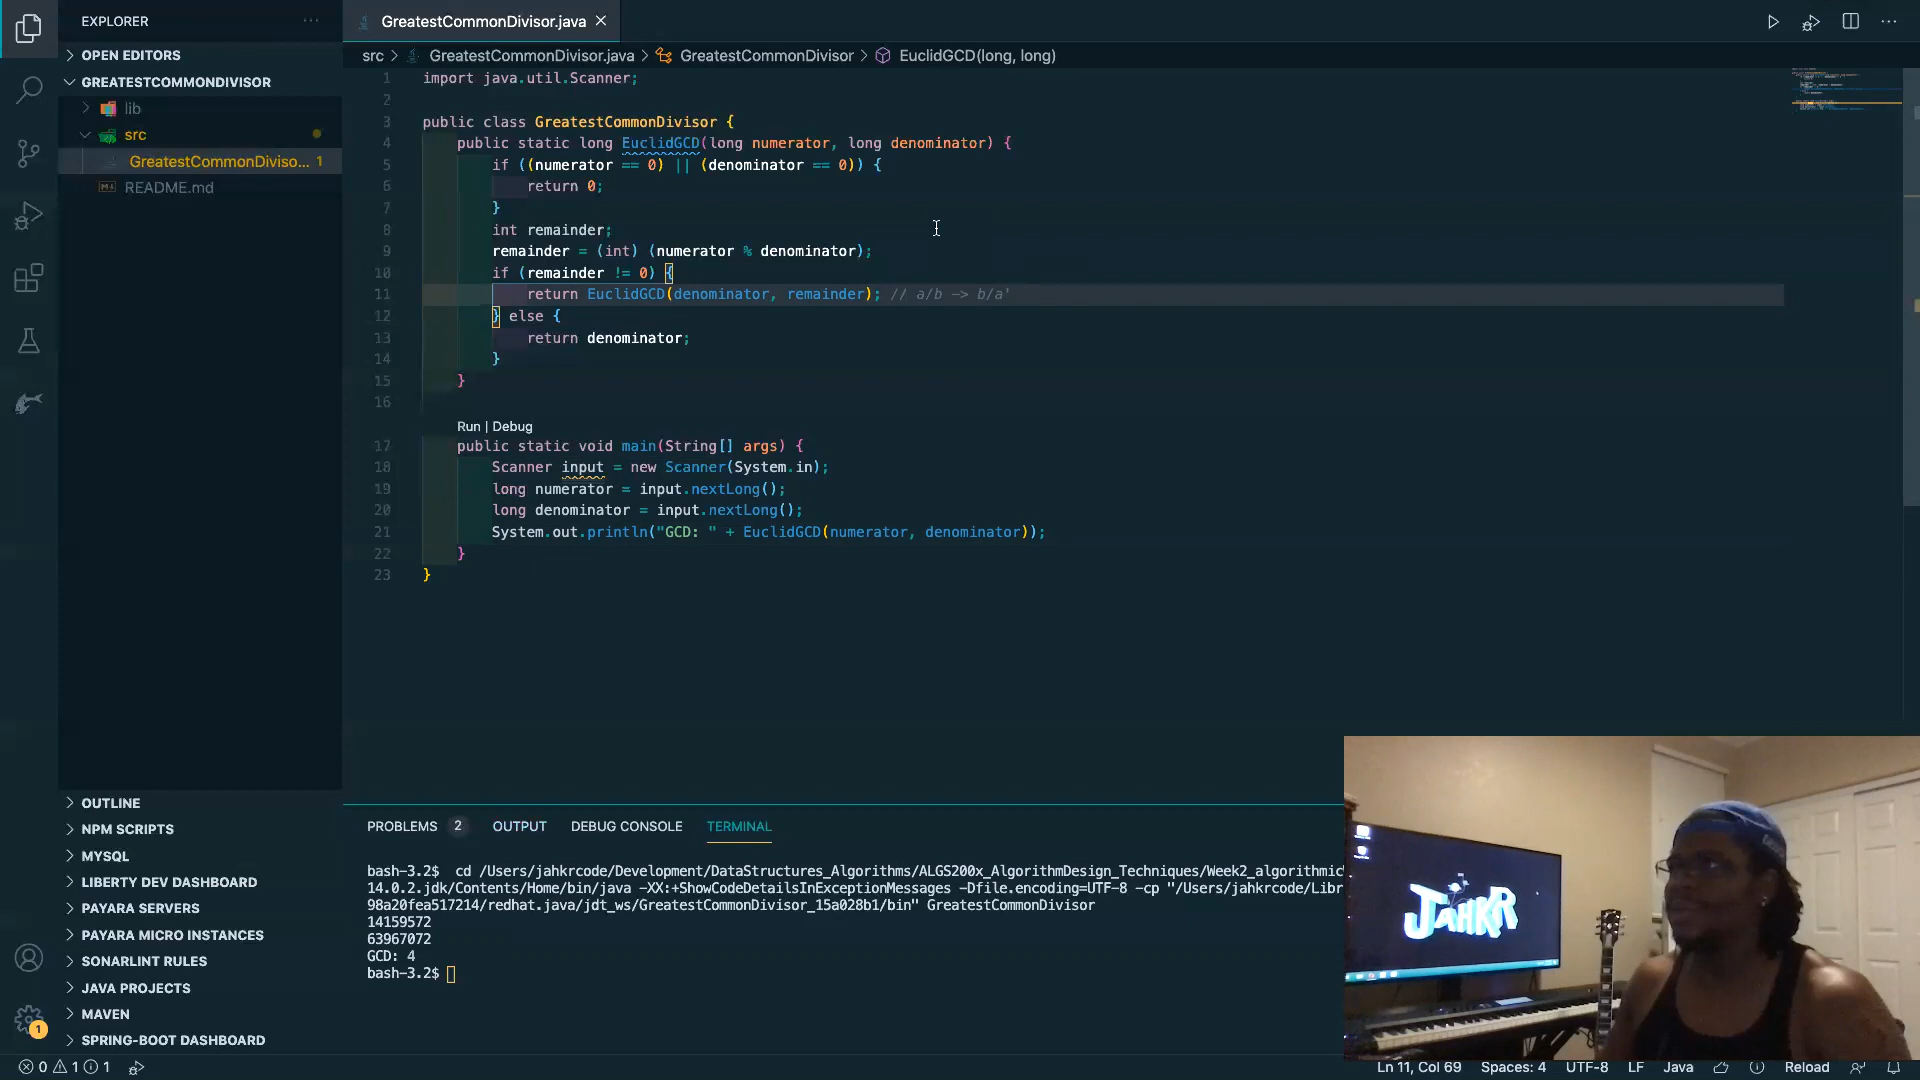 EXPLORER
GreatestCommonDivisor.java
OPEN EDITORS
GREATESTCOMMONDIVISOR
lib
src
GreatestCommonDiviso... 1
README.md
src > GreatestCommonDivisor.java > GreatestCommonDivisor > EuclidGCD(long, long)
1 import java.util.Scanner;
2
3 public class GreatestCommonDivisor {
4 public static long EuclidGCD(long numerator, long denominator) {
5 if ((numerator == 0) || (denominator == 0)) {
6 return 0;
7 }
8 int remainder;
9 remainder = (int) (numerator % denominator);
10 if (remainder != 0) {
11 return EuclidGCD(denominator, remainder); // a/b -> b/a'
12 } else {
13 return denominator;
14 }
15 }
16
Run | Debug
17 public static void main(String[] args) {
18 Scanner input = new Scanner(System.in);
19 long numerator = input.nextLong();
20 long denominator = input.nextLong();
21 System.out.println("GCD: " + EuclidGCD(numerator, denominator));
22 }
23 }
OUTLINE
NPM SCRIPTS
MYSQL
LIBERTY DEV DASHBOARD
PAYARA SERVERS
PAYARA MICRO INSTANCES
SONARLINT RULES
JAVA PROJECTS
MAVEN
SPRING-BOOT DASHBOARD
PROBLEMS 2 OUTPUT DEBUG CONSOLE TERMINAL
bash-3.2$ cd /Users/jahkrcode/Development/DataStructures_Algorithms/ALGS200x_AlgorithmDesign_Techniques/Week2_algorithmic
14.0.2.jdk/Contents/Home/bin/java -XX:+ShowCodeDetailsInExceptionMessages -Dfile.encoding=UTF-8 -cp "/Users/jahkrcode/Libr
98a20fea517214/redhat.java/jdt_ws/GreatestCommonDivisor_15a028b1/bin" GreatestCommonDivisor
14159572
63967072
GCD: 4
bash-3.2$
JAHKR
1
0 1 1
Ln 11, Col 69 Spaces: 4 UTF-8 LF Java Reload